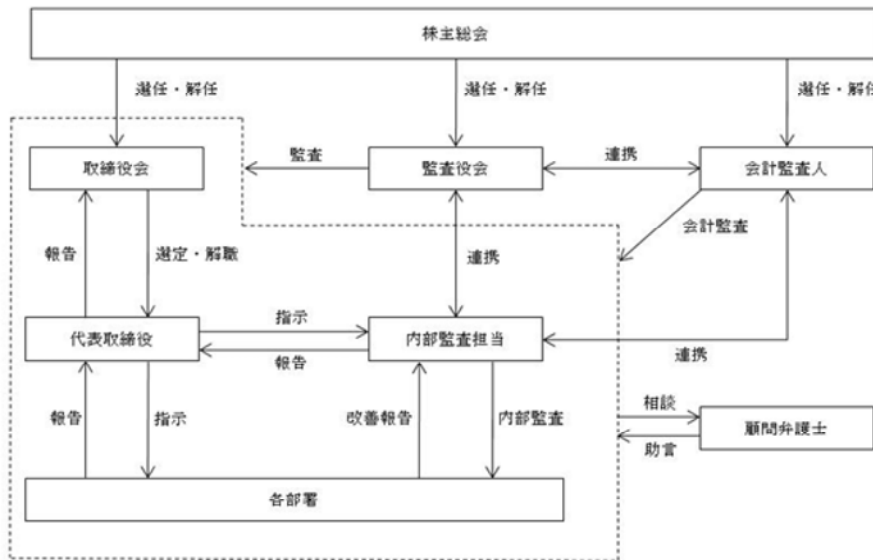 株主総会
選任・解任
選任・解任
選任・解任
取締役会
監査
監査役会
連携
会計監査人
報告
選定・解職
連携
会計監査
代表取締役
指示
報告
内部監査担当
連携
報告
指示
改善報告
内部監査
相談
助言
顧問弁護士
各部署